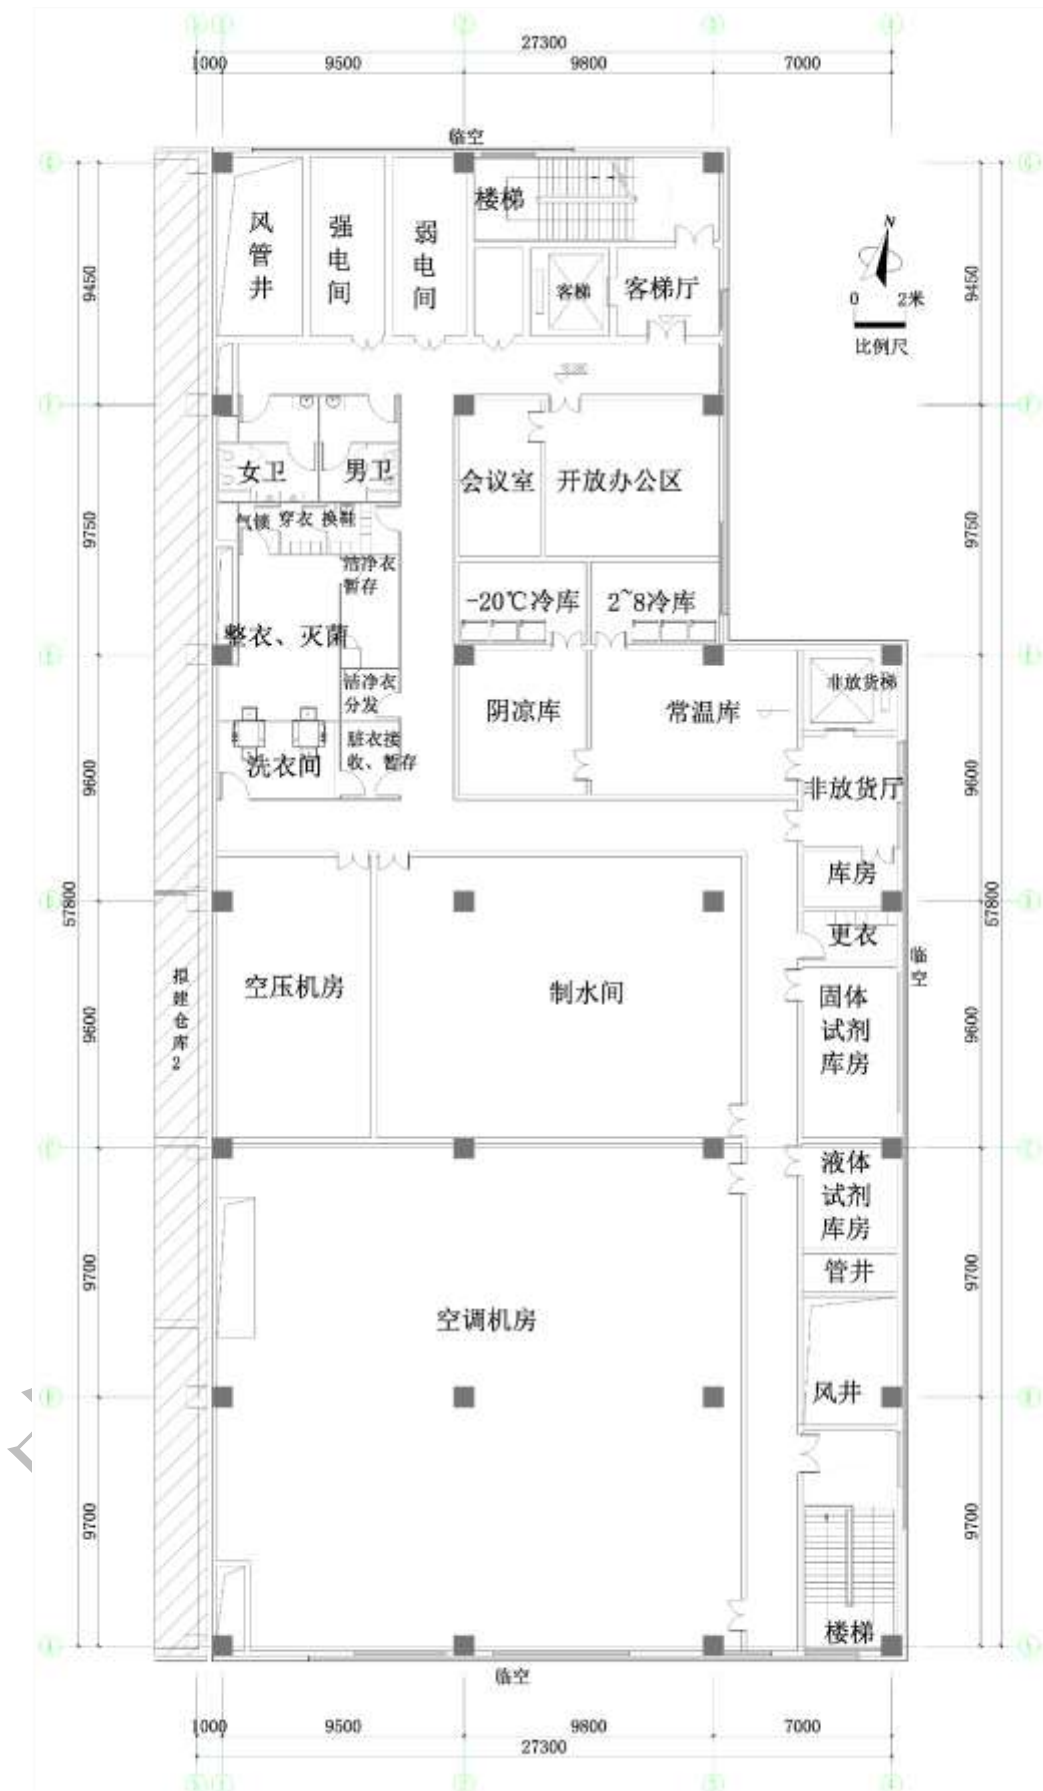 27300
1000 9500 9800 7000
临空
楼梯
风管井
强电间
弱电间
客梯
客梯厅
N
0 2米
比例尺
9450
9450
女卫
男卫
会议室
开放办公区
气锁 穿衣 换鞋
9750
9750
洁净衣
暂存
-20℃冷库
2~8冷库
整衣、灭菌
洁净衣
分发
阴凉库
常温库
非放货梯
脏衣接
收、暂存
洗衣间
非放货厅
9600
9600
库房
57800
57800
更衣
临空
拟建仓库2
空压机房
制水间
固体
试剂
库房
9600
9600
液体
试剂
库房
管井
9700
9700
空调机房
风井
9700
9700
楼梯
临空
1000 9500 9800 7000
27300